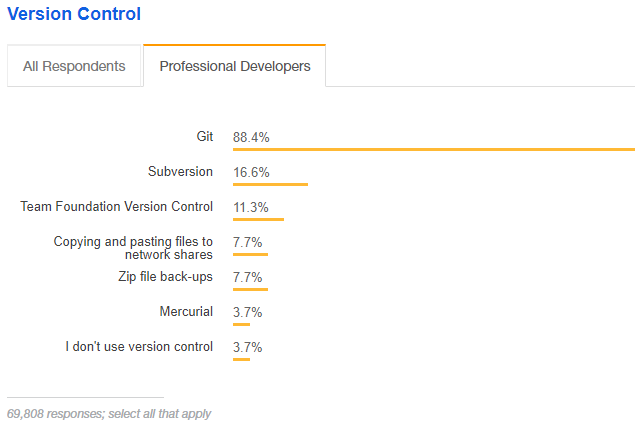 Version Control
All Respondents
Professional Developers
Git 88.4%
Subversion 16.6%
Team Foundation Version Control 11.3%
Copying and pasting files to 7.7%
network shares
Zip file back-ups 7.7%
Mercurial 3.7%
I don't use version control 3.7%
69,808 responses; select all that apply